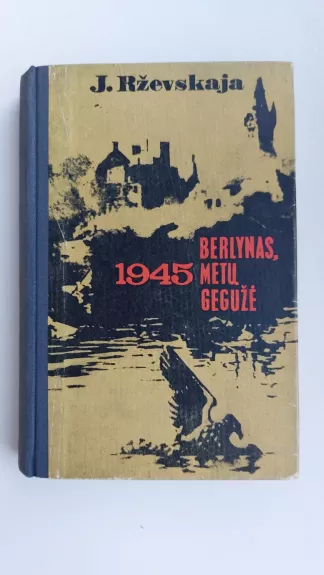 J. Rževskaja
BERLYNAS,
1945 METŲ
GEGUŽĖ